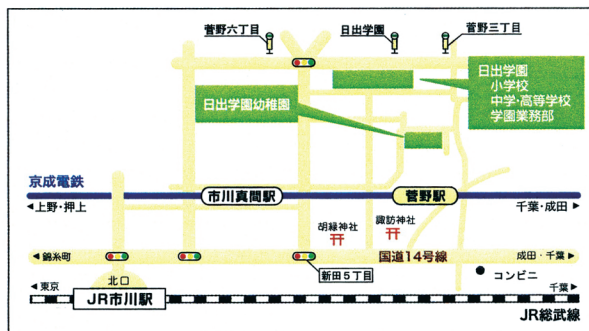 菅野六丁目
日出学園
菅野三丁目
日出学園
小学校
中学・高等学校
学園業務部
日出学園幼稚園
京成電鉄
市川真間駅
菅野駅
◀上野・押上
千葉・成田▶
胡録神社
諏訪神社
◀錦糸町
国道14号線
成田・千葉▶
新田5丁目
コンビニ
北口
◀東京
JR市川駅
千葉▶
JR総武線